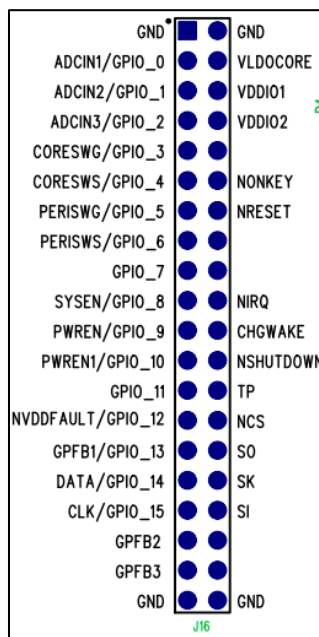 GND GND
ADCIN1/GPIO_0 VLDOCORE
ADCIN2/GPIO_1 VDDIO1
ADCIN3/GPIO_2 VDDIO2
CORESWG/GPIO_3
CORESWS/GPIO_4 NONKEY
PERISWG/GPIO_5 NRESET
PERISWS/GPIO_6
GPIO_7
SYSEN/GPIO_8 NIRQ
PWREN/GPIO_9 CHGWAKE
PWREN1/GPIO_10 NSHUTDOWN
GPIO_11 TP
NVDDFAULT/GPIO_12 NCS
GPFB1/GPIO_13 SO
DATA/GPIO_14 SK
CLK/GPIO_15 SI
GPFB2
GPFB3
GND GND
J16